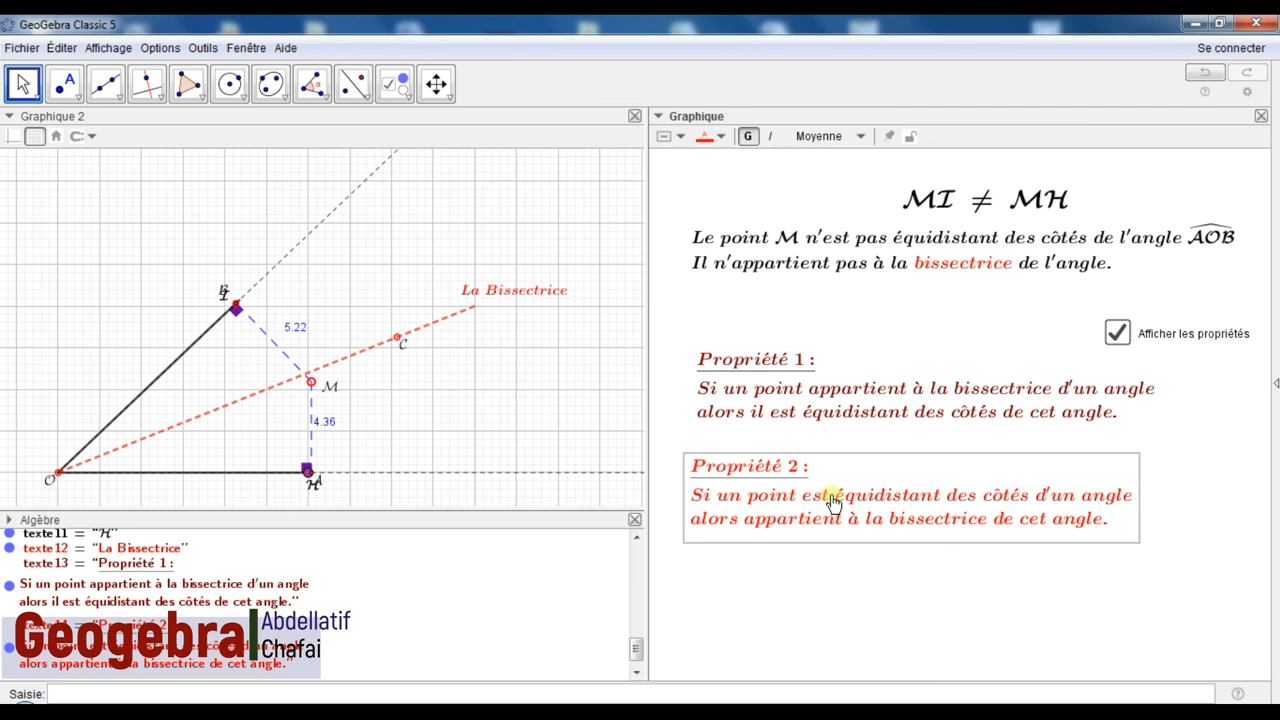 GeoGebra Classic 5
Fichier Éditer Affichage Options Outils Fenêtre Aide
Se connecter
Graphique 2
Graphique
G I Moyenne
MI ≠ MH
Le point M n'est pas équidistant des côtés de l'angle AOB
Il n'appartient pas à la bissectrice de l'angle.
La Bissectrice
5.22
C
M
4.36
O
Afficher les propriétés
Propriété 1 :
Si un point appartient à la bissectrice d'un angle
alors il est équidistant des côtés de cet angle.
Propriété 2 :
Si un point est équidistant des côtés d'un angle
alors appartient à la bissectrice de cet angle.
Algèbre
texte11 = “H”
texte12 = “La Bissectrice”
texte13 = “Propriété 1 :
Si un point appartient à la bissectrice d'un angle
alors il est équidistant des côtés de cet angle.”
Geogebra Abdellatif
Chafai
alors appartient à la bissectrice de cet angle.”
Saisie: